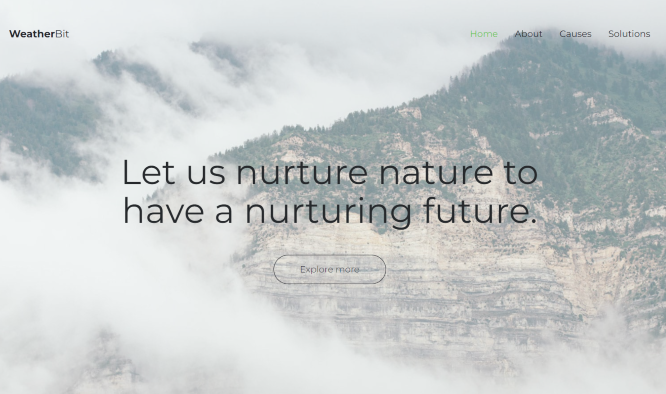 WeatherBit
Home About Causes Solutions
Let us nurture nature to
have a nurturing future.
Explore more